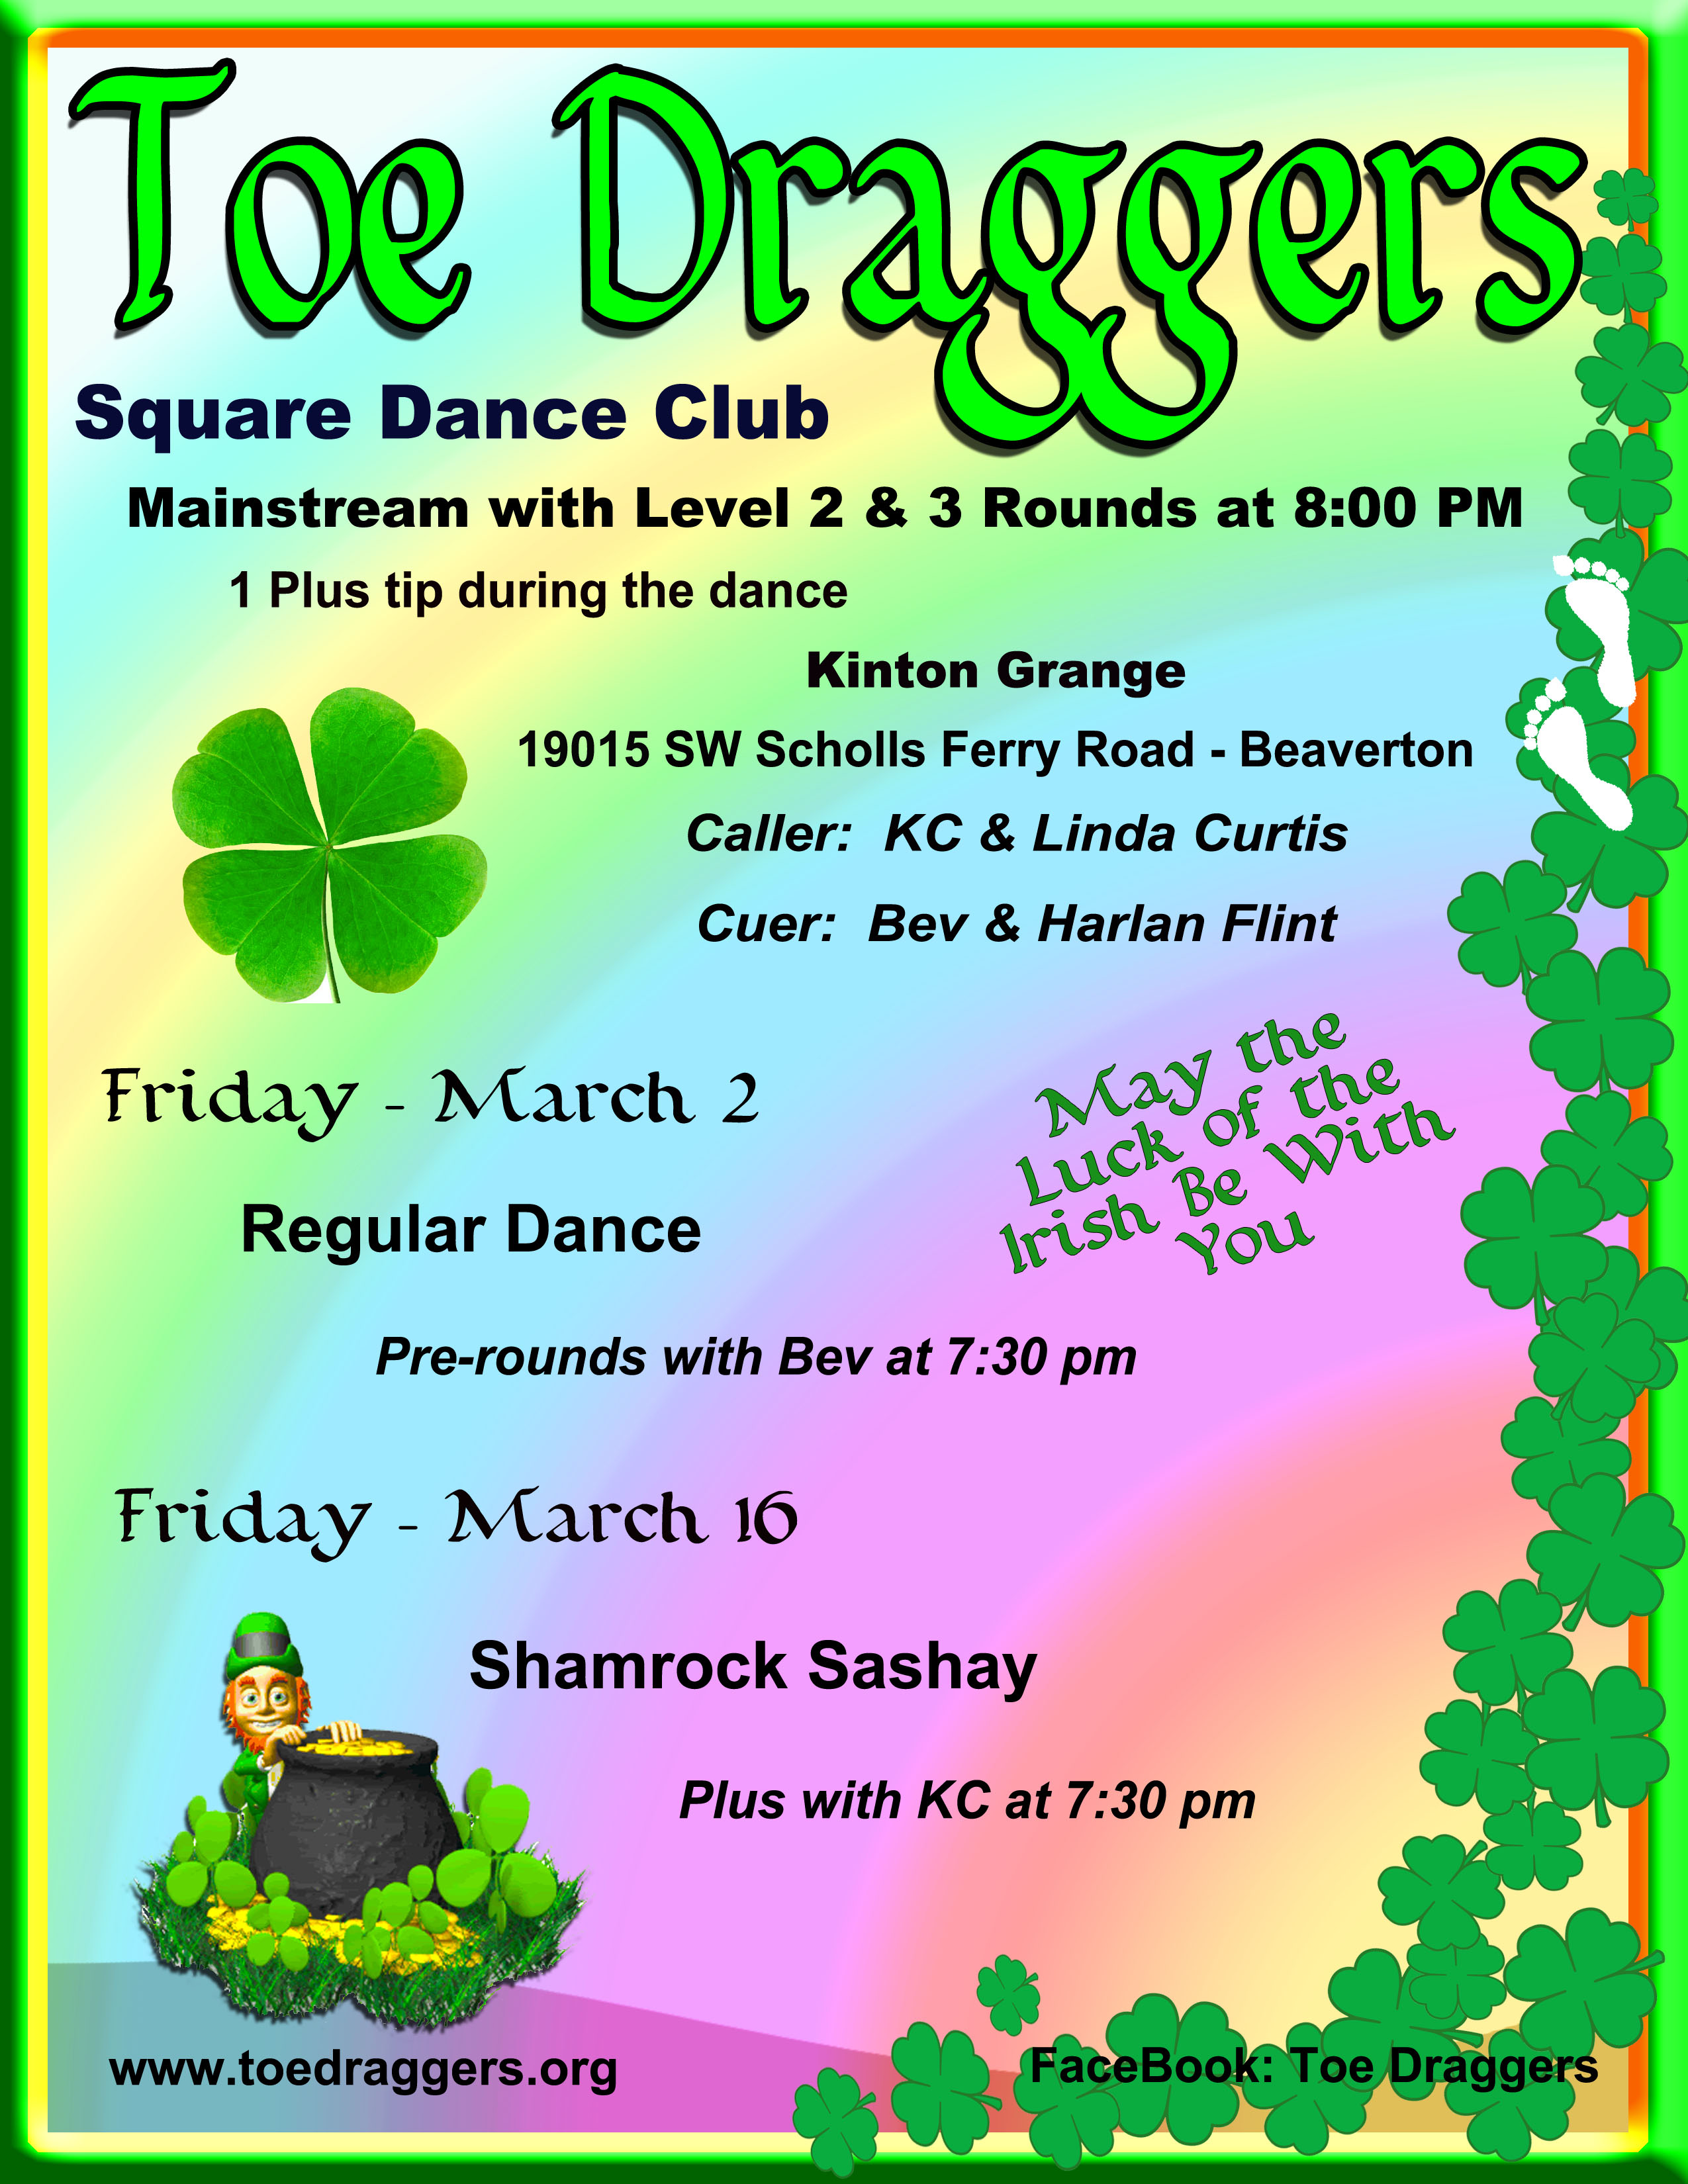 Toe Draggers
Square Dance Club
Mainstream with Level 2 & 3 Rounds at 8:00 PM
1 Plus tip during the dance
Kinton Grange
19015 SW Scholls Ferry Road - Beaverton
Caller:  KC & Linda Curtis
Cuer:  Bev & Harlan Flint
Friday - March 2
May the
Luck of the
Irish Be With
You
Regular Dance
Pre-rounds with Bev at 7:30 pm
Friday - March 16
Shamrock Sashay
Plus with KC at 7:30 pm
www.toedraggers.org
FaceBook: Toe Draggers